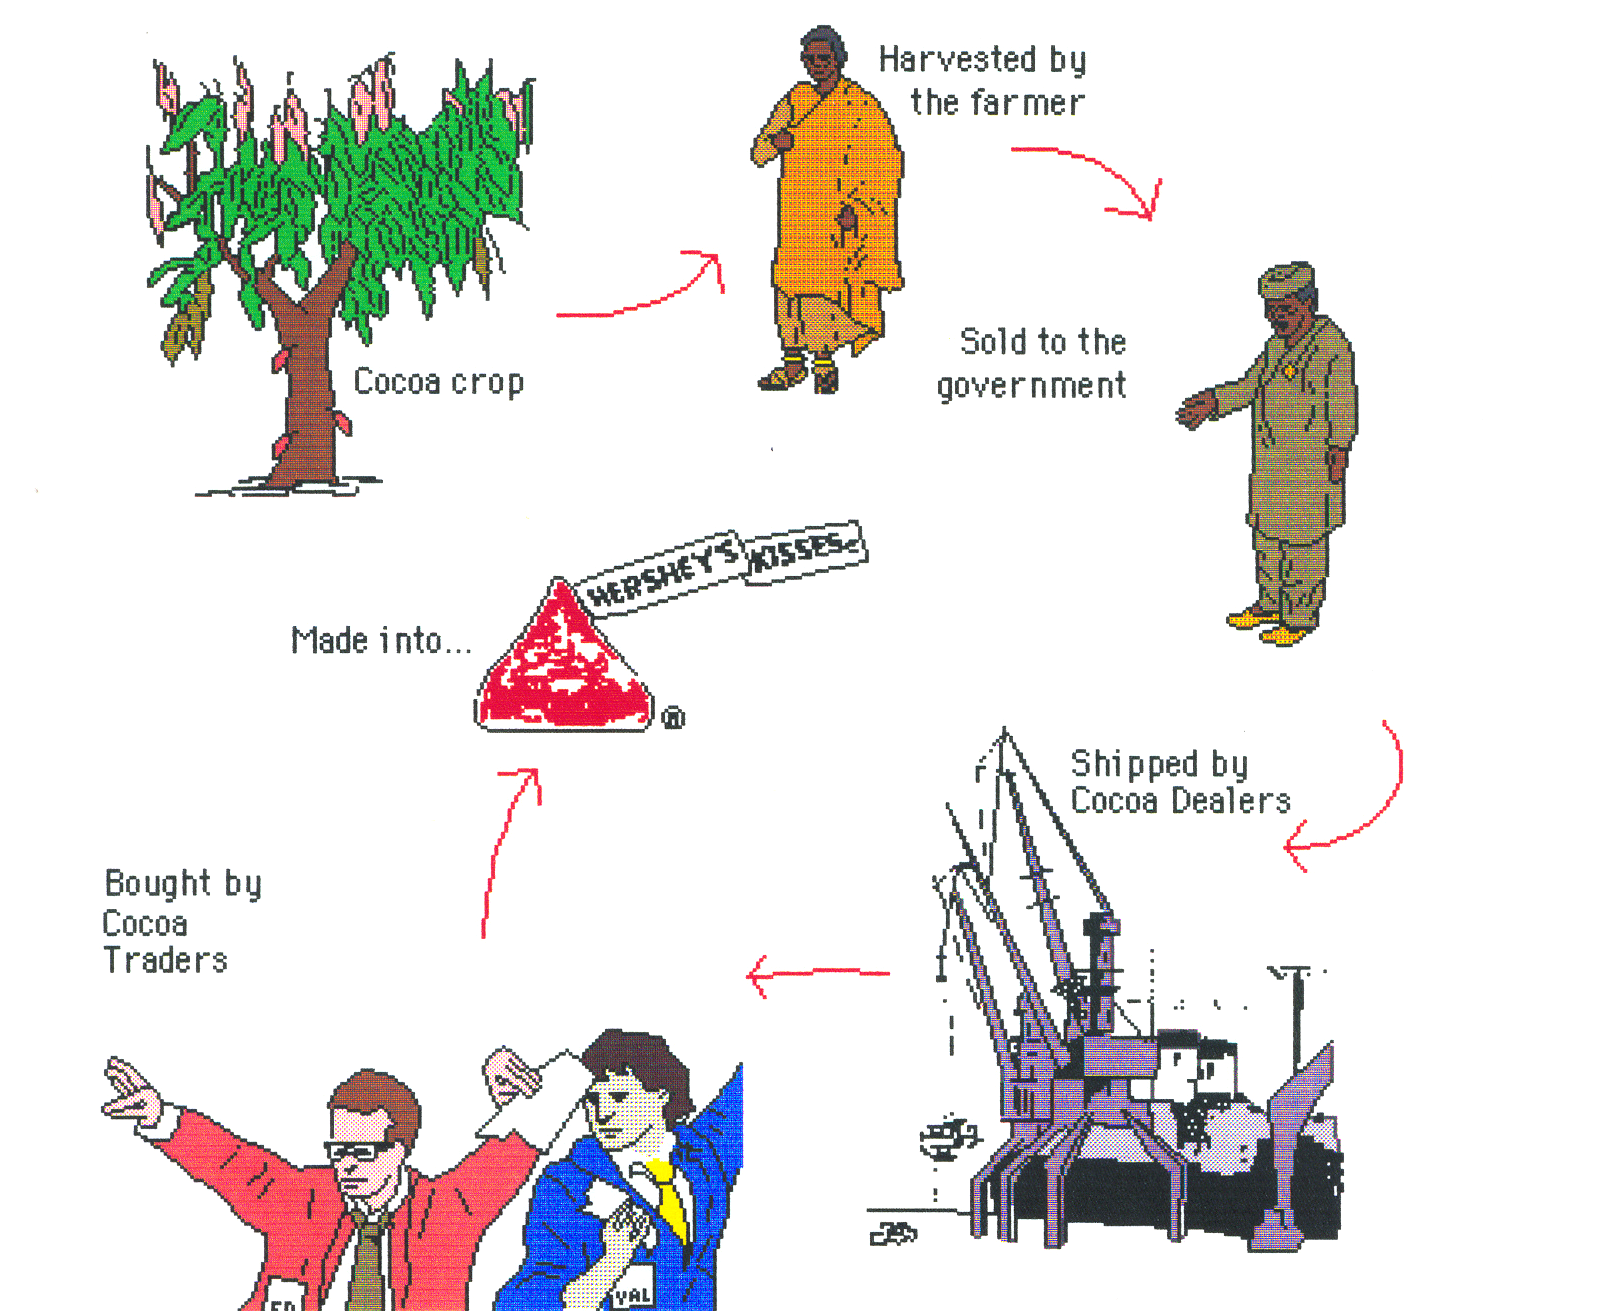 Cocoa crop
Harvested by
the farmer
Sold to the
government
Shipped by
Cocoa Dealers
Bought by
Cocoa
Traders
Made into...
HERSHEY'S KISSES
®
ED
VAL